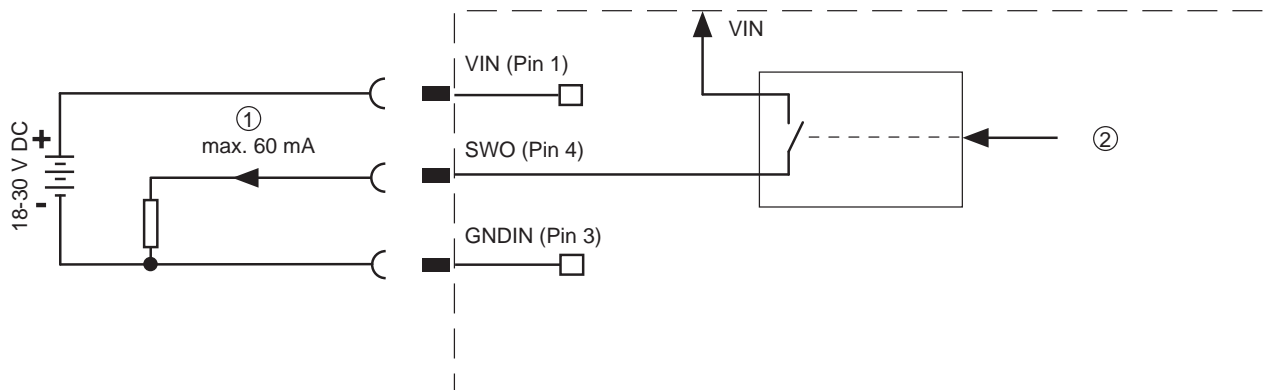 VIN
VIN (Pin 1)
①
max. 60 mA
SWO (Pin 4)
②
18-30 V DC
+
-
GNDIN (Pin 3)